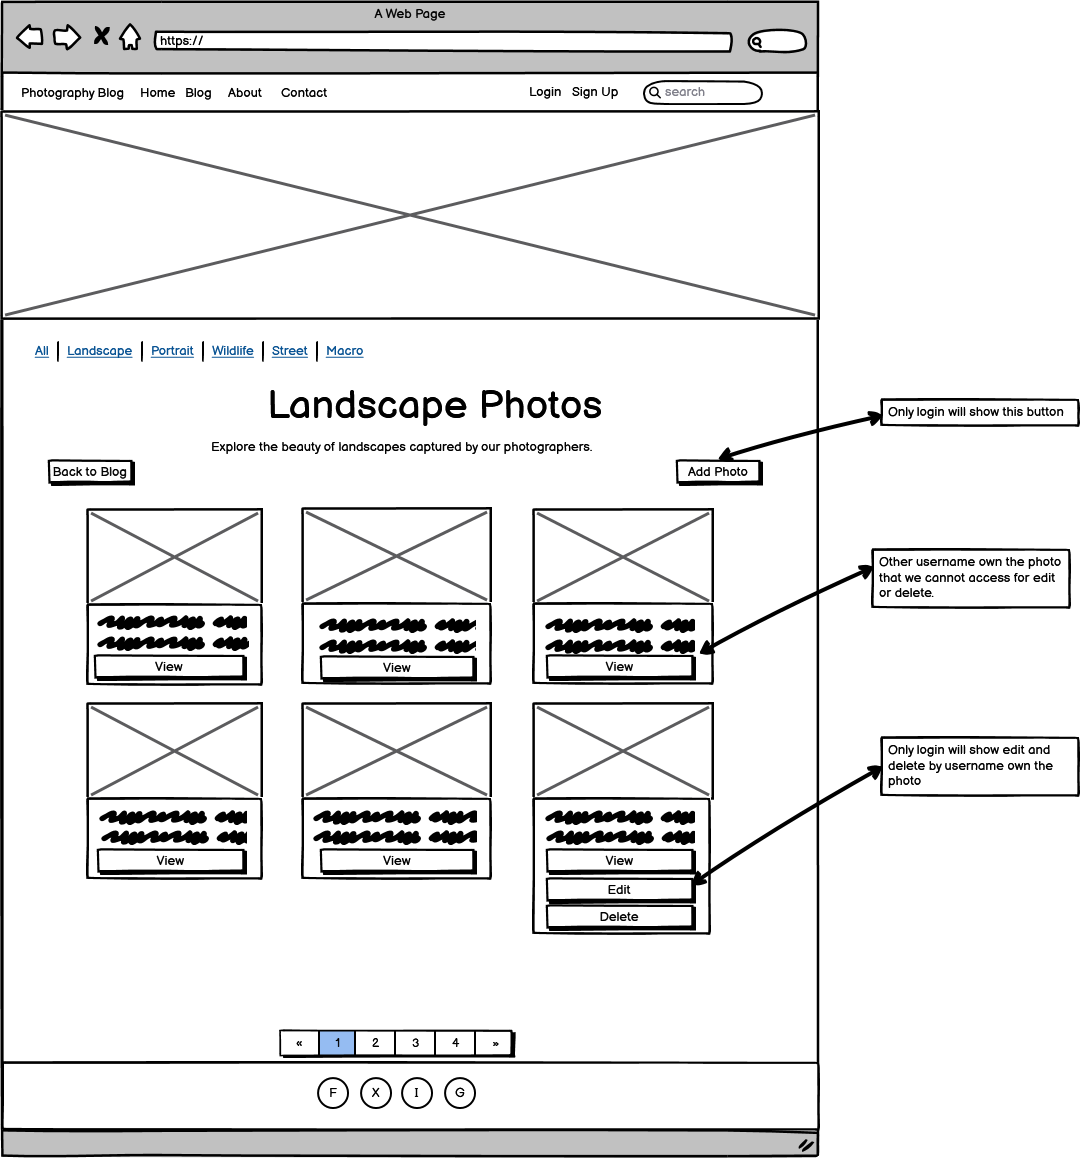 A Web Page
https://
Photography Blog Home Blog About Contact Login Sign Up search
All Landscape Portrait Wildlife Street Macro
Landscape Photos
Only login will show this button
Explore the beauty of landscapes captured by our photographers.
Back to Blog Add Photo
Other username own the photo
that we cannot access for edit
or delete.
View View View
Only login will show edit and
delete by username own the
photo
View View View
Edit
Delete
« 1 2 3 4 »
F X I G